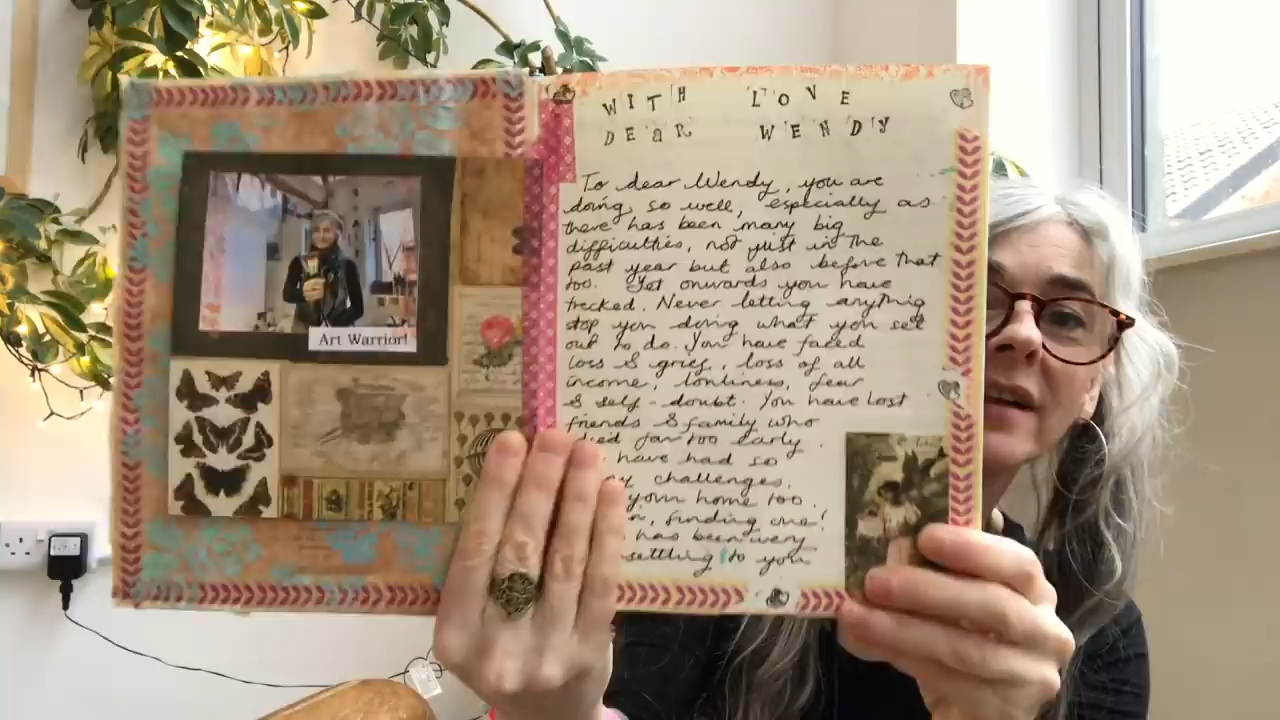 Art Warrior!
WITH LOVE
DEAR WENDY
To dear Wendy, you are
doing so well, especially as
there has been many big
difficulties, not just in the
past year but also before that
too. Yet onwards you have
trecked. Never letting anythig
stop you doing what you set
out to do. You have faced
loss & grief, loss of all
income, lonliness, fear
& self-doubt. You have lost
friends & family who
died far too early.
have had so
challenges.
your home too.
, finding one!
has been very
settling to you